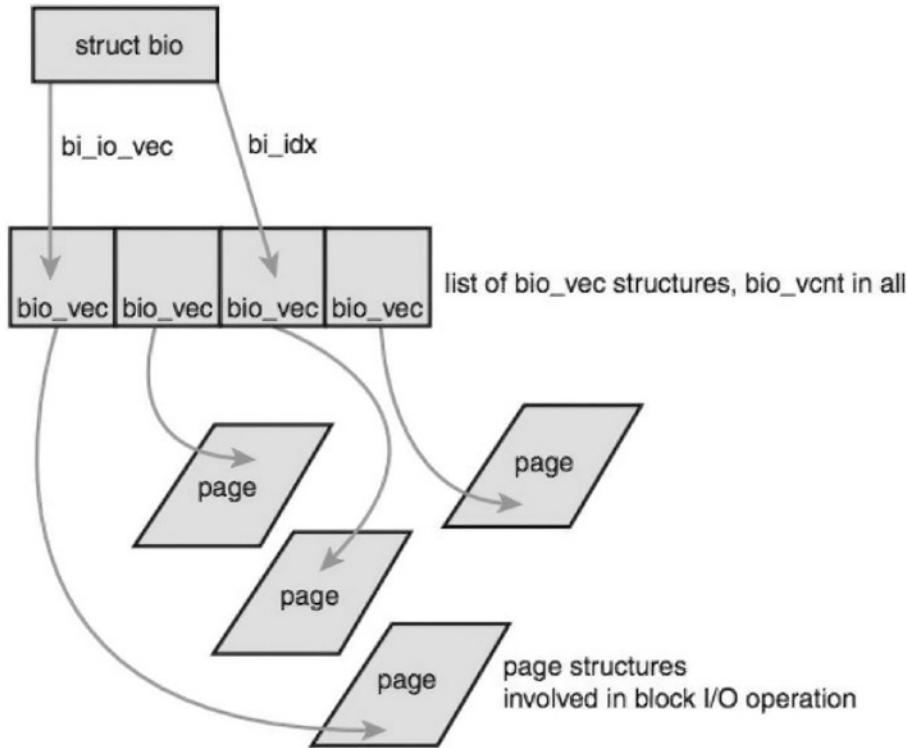 struct bio
bi_io_vec
bi_idx
bio_vec
bio_vec
bio_vec
bio_vec
list of bio_vec structures, bio_vcnt in all
page
page
page
page
page structures
involved in block I/O operation